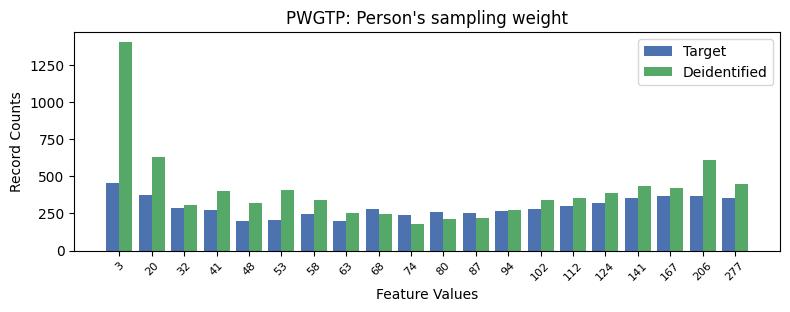 PWGTP: Person's sampling weight
Target
Deidentified
Record Counts
1250
1000
750
500
250
0
3 20 32 41 48 53 58 63 68 74 80 87 94 102 112 124 141 167 206 277
Feature Values